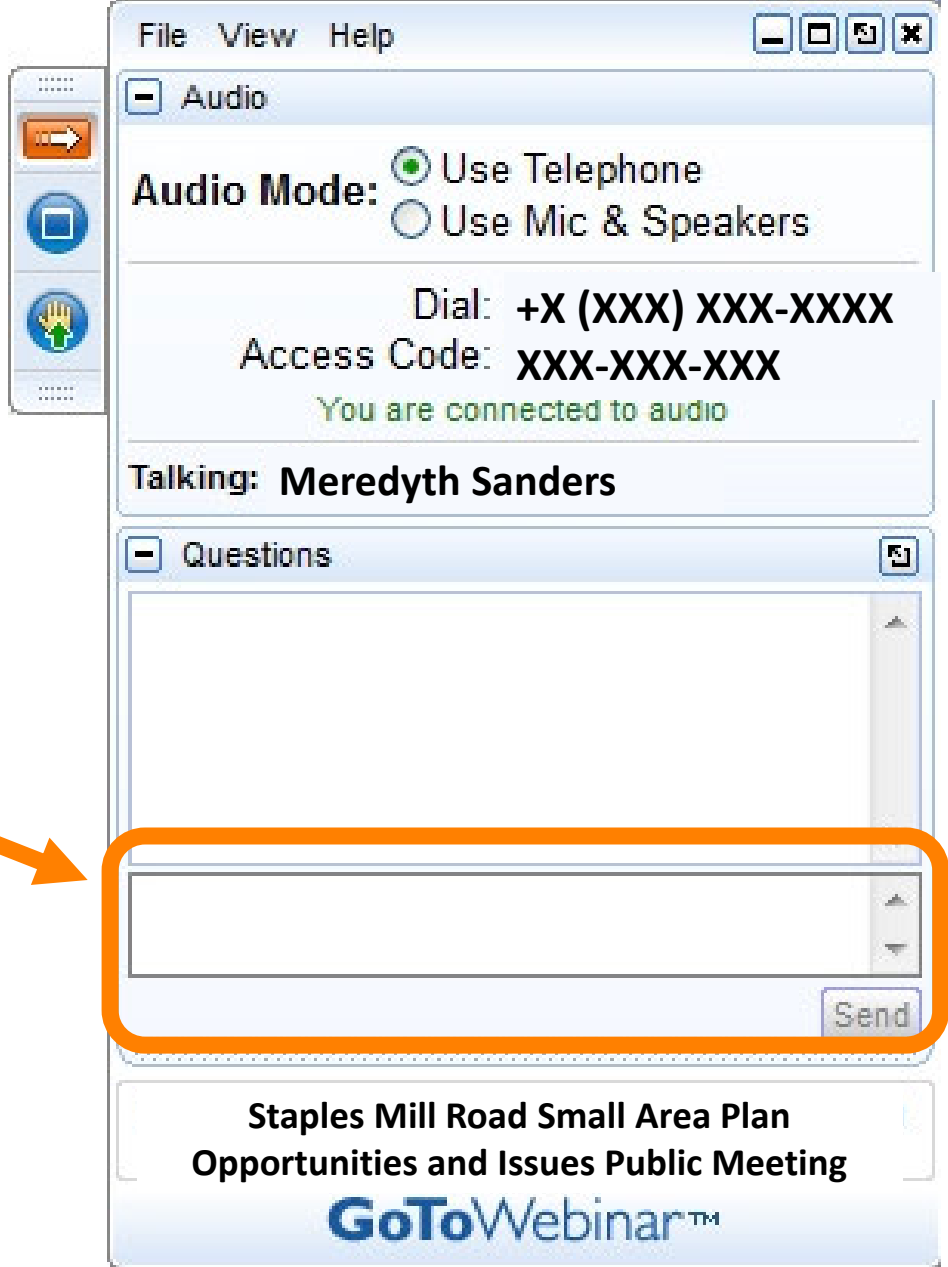 File View Help
Audio
Audio Mode: Use Telephone
Use Mic & Speakers
Dial: +X (XXX) XXX-XXXX
Access Code: XXX-XXX-XXX
You are connected to audio
Talking: Meredyth Sanders
Questions
Send
Staples Mill Road Small Area Plan
Opportunities and Issues Public Meeting
GoToWebinar™